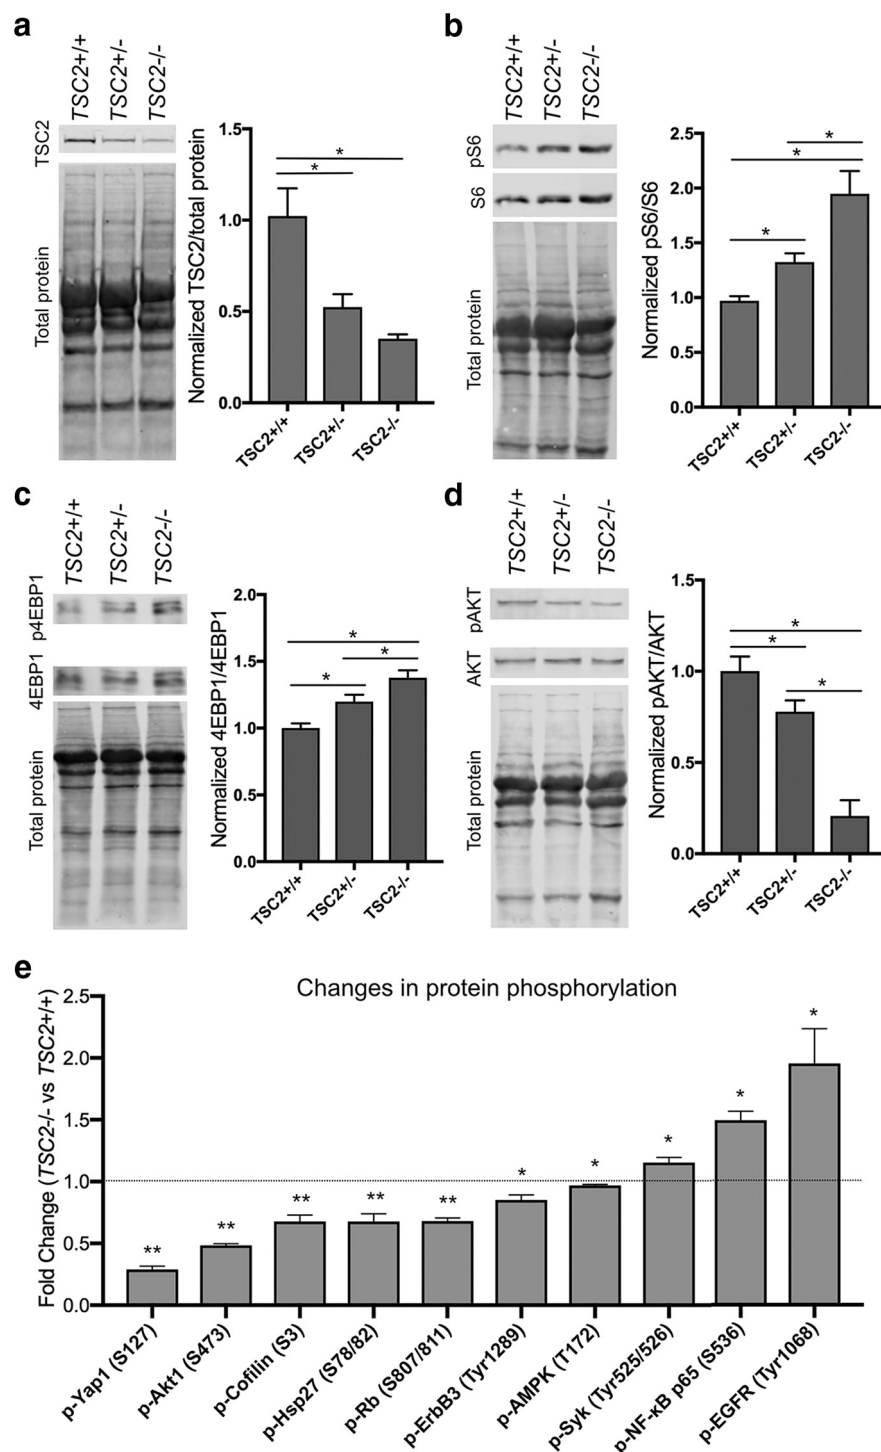 a
TSC2+/+
TSC2+/-
TSC2-/-
TSC2
Total protein
Normalized TSC2/total protein
1.5
1.0
0.5
0.0
TSC2+/+
TSC2+/-
TSC2-/-
*
*
b
TSC2+/+
TSC2+/-
TSC2-/-
pS6
S6
Total protein
Normalized pS6/S6
2.5
2.0
1.5
1.0
0.5
0.0
TSC2+/+
TSC2+/-
TSC2-/-
*
*
*
c
TSC2+/+
TSC2+/-
TSC2-/-
p4EBP1
4EBP1
Total protein
Normalized 4EBP1/4EBP1
2.0
1.5
1.0
0.5
0.0
TSC2+/+
TSC2+/-
TSC2-/-
*
*
*
d
TSC2+/+
TSC2+/-
TSC2-/-
pAKT
AKT
Total protein
Normalized pAKT/AKT
1.5
1.0
0.5
0.0
TSC2+/+
TSC2+/-
TSC2-/-
*
*
*
e
Changes in protein phosphorylation
Fold Change (TSC2-/- vs TSC2+/+)
2.5
2.0
1.5
1.0
0.5
0.0
**
**
**
**
**
*
*
*
*
*
p-Yap1 (S127)
p-Akt1 (S473)
p-Cofilin (S3)
p-Hsp27 (S78/82)
p-Rb (S807/811)
p-ErbB3 (Tyr1289)
p-AMPK (T172)
p-Syk (Tyr525/526)
p-NF-κB p65 (S536)
p-EGFR (Tyr1068)